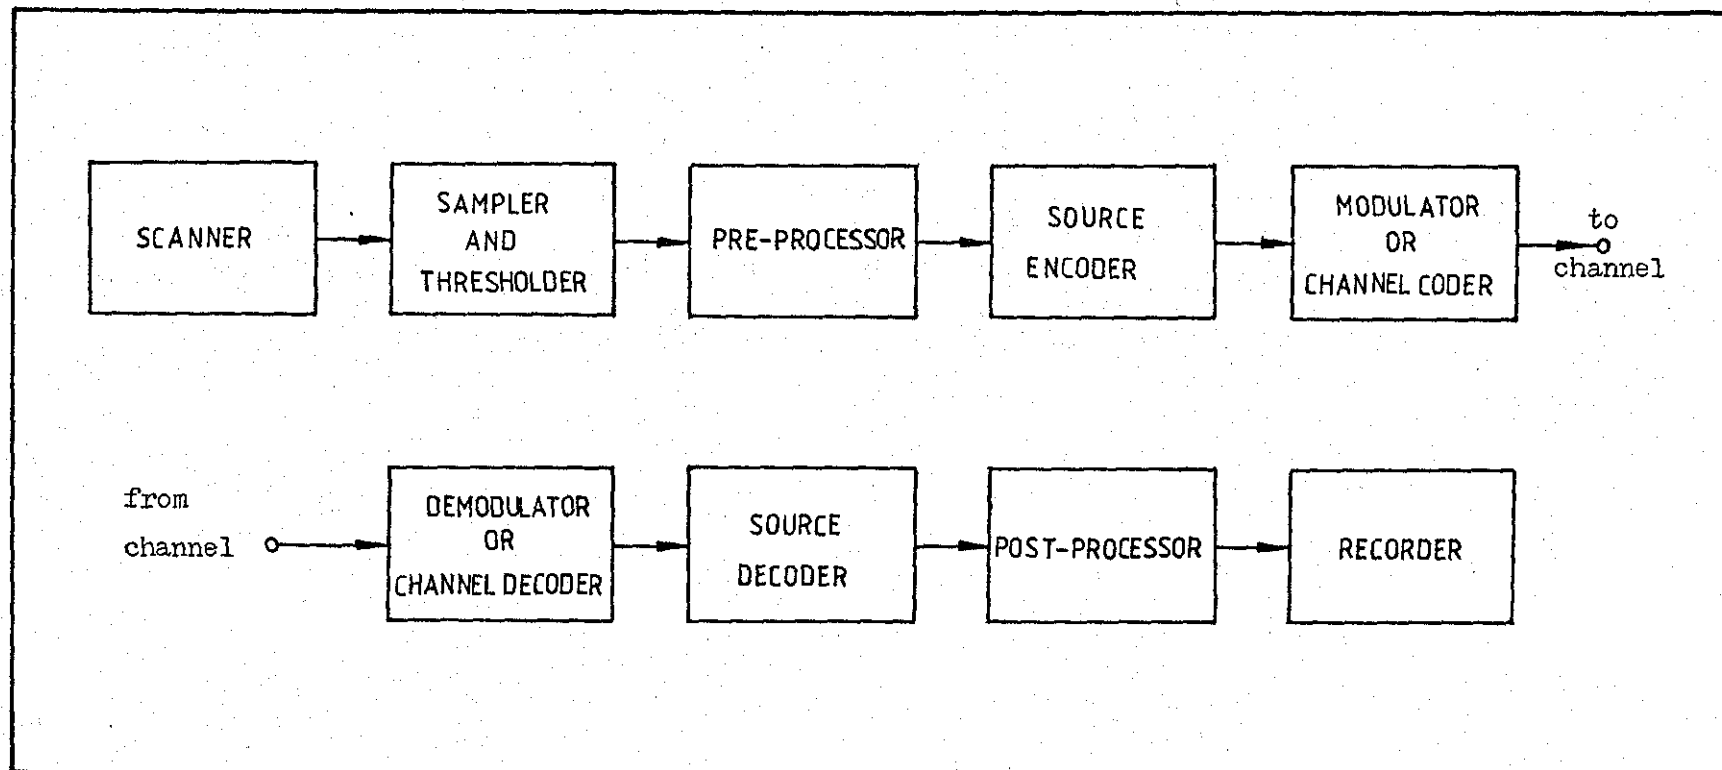 SCANNER
SAMPLER
AND
THRESHOLDER
PRE-PROCESSOR
SOURCE
ENCODER
MODULATOR
OR
CHANNEL CODER
to
channel
from
channel
DEMODULATOR
OR
CHANNEL DECODER
SOURCE
DECODER
POST-PROCESSOR
RECORDER